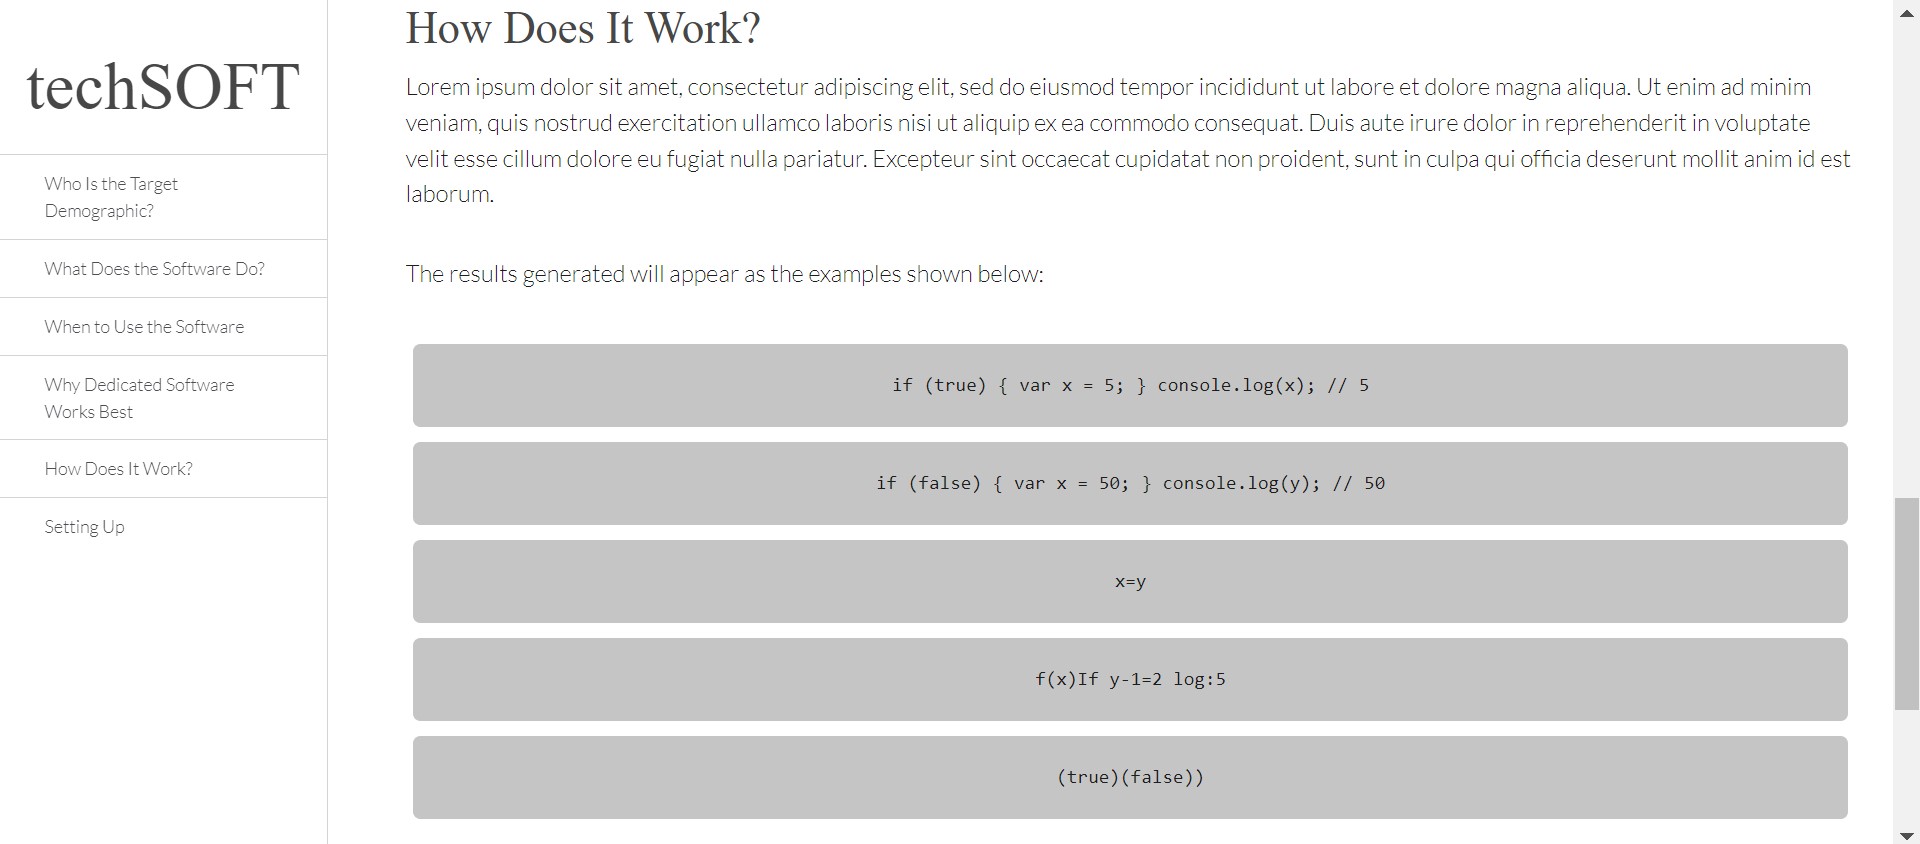 techSOFT
Who Is the Target
Demographic?
What Does the Software Do?
When to Use the Software
Why Dedicated Software
Works Best
How Does It Work?
Setting Up
How Does It Work?
Lorem ipsum dolor sit amet, consectetur adipiscing elit, sed do eiusmod tempor incididunt ut labore et dolore magna aliqua. Ut enim ad minim
veniam, quis nostrud exercitation ullamco laboris nisi ut aliquip ex ea commodo consequat. Duis aute irure dolor in reprehenderit in voluptate
velit esse cillum dolore eu fugiat nulla pariatur. Excepteur sint occaecat cupidatat non proident, sunt in culpa qui officia deserunt mollit anim id est
laborum.
The results generated will appear as the examples shown below:
if (true) { var x = 5; } console.log(x); // 5
if (false) { var x = 50; } console.log(y); // 50
x=y
f(x)If y-1=2 log:5
(true)(false))